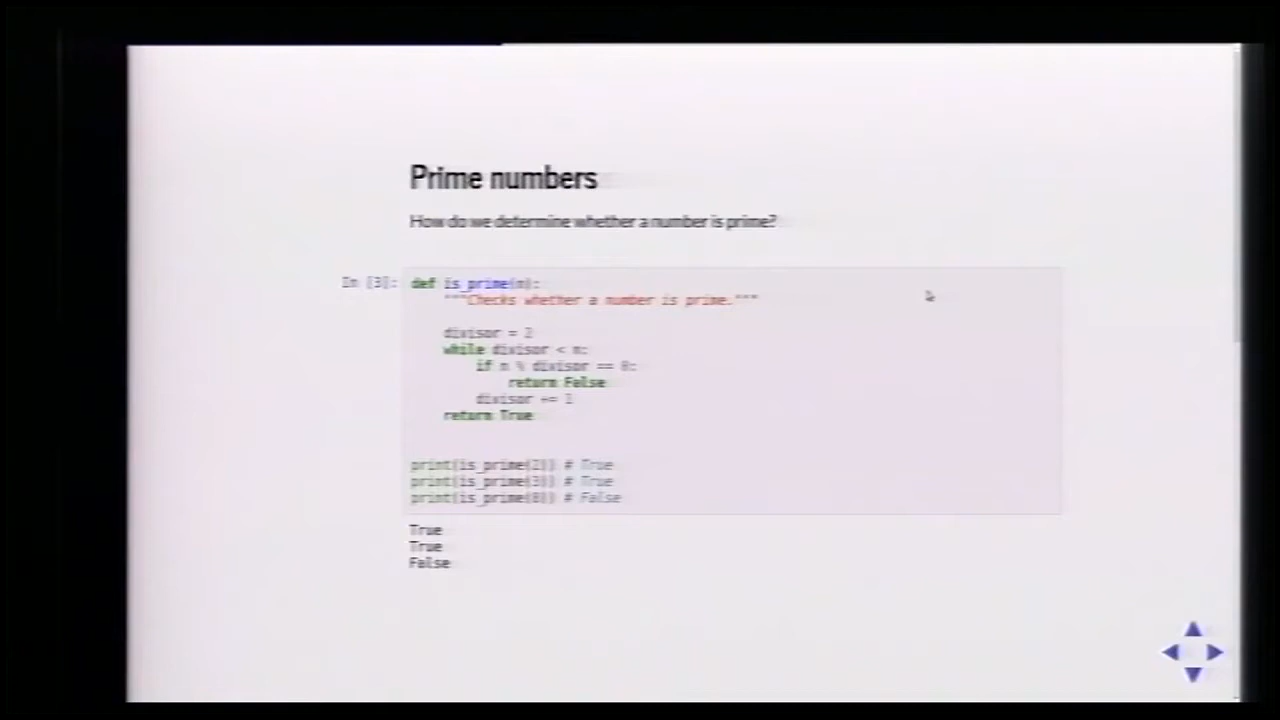 Prime numbers
How do we determine whether a number is prime?
In [3]: def is_prime(n):
"""Checks whether a number is prime."""
divisor = 2
while divisor < n:
if n % divisor == 0:
return False
divisor += 1
return True
print(is_prime(2)) # True
print(is_prime(3)) # True
print(is_prime(8)) # False
True
True
False